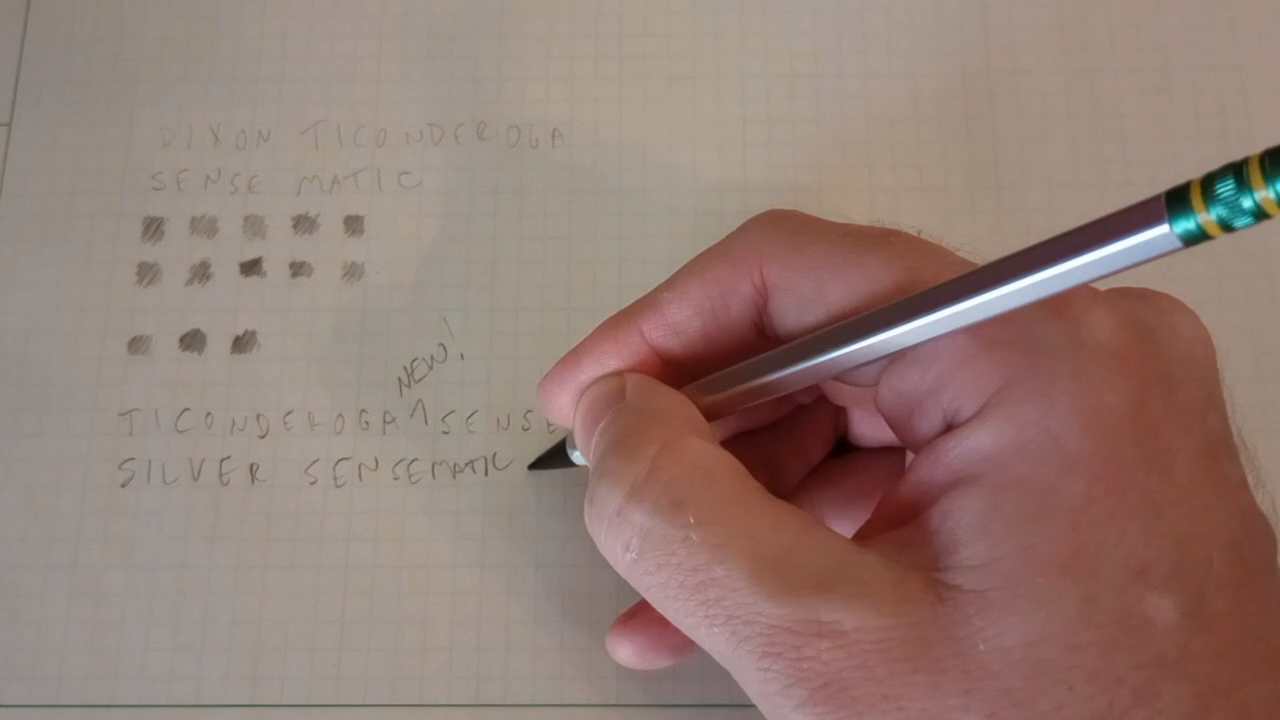 DIXON TICONDEROGA
SENSE MATIC
NEW!
TICONDEROGA ^ SENSE
SILVER SENSEMATIC